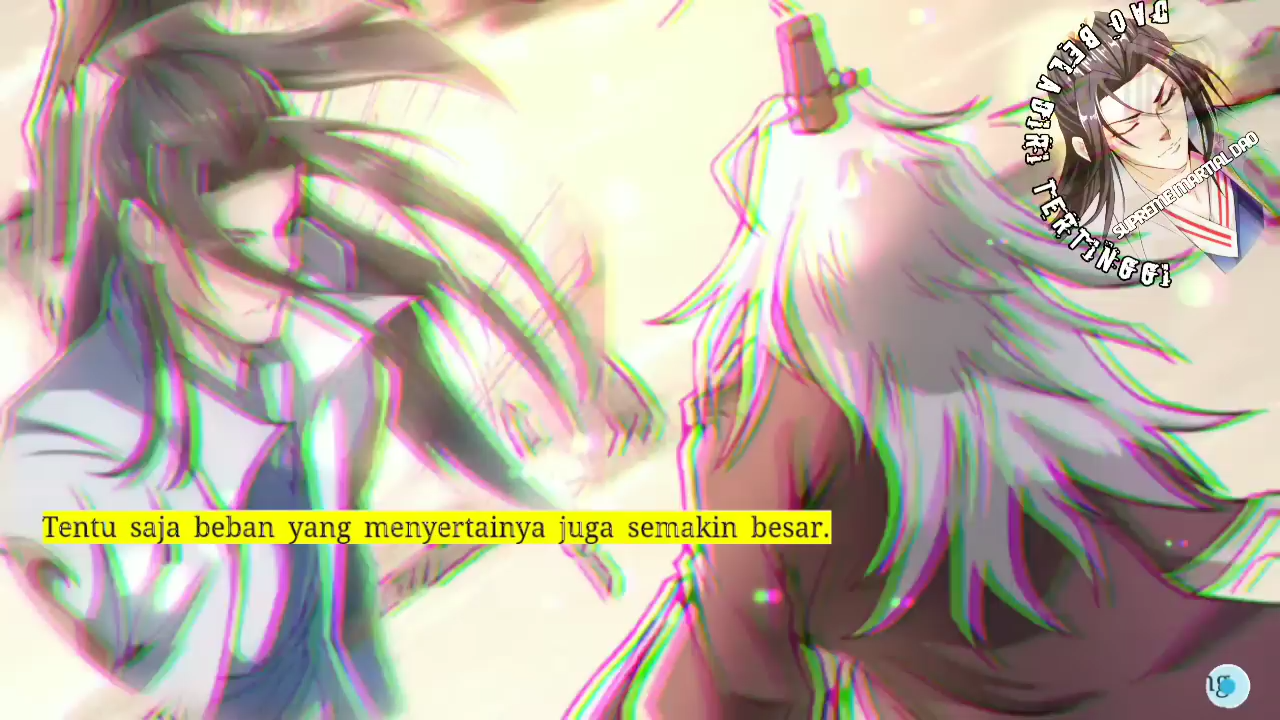 DAO BELADIRI TERTINGGI
SUPREME MARTIAL DAO
Tentu saja beban yang menyertainya juga semakin besar.